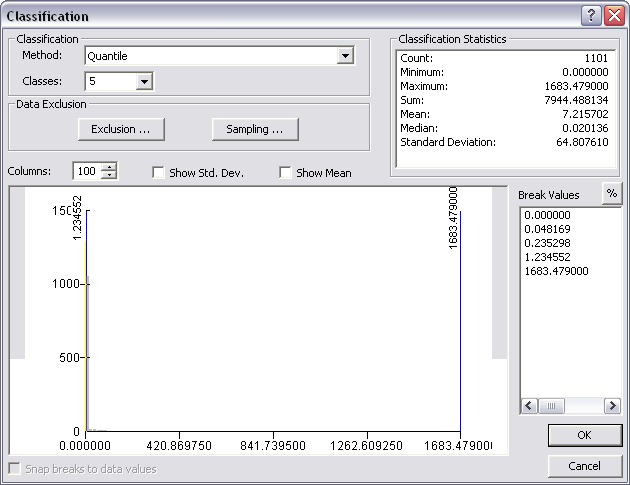 Classification
Classification
Method: Quantile
Classes: 5
Data Exclusion
Exclusion ...
Sampling ...
Classification Statistics
Count: 1101
Minimum: 0.000000
Maximum: 1683.479000
Sum: 7944.488134
Mean: 7.215702
Median: 0.020136
Standard Deviation: 64.807610
Columns: 100
Show Std. Dev.
Show Mean
Break Values
%
0.000000
0.048169
0.235298
1.234552
1683.479000
1.234552
1683.479000
1500
1000
500
0
0.000000 420.869750 841.739500 1262.609250 1683.479000
Snap breaks to data values
OK
Cancel